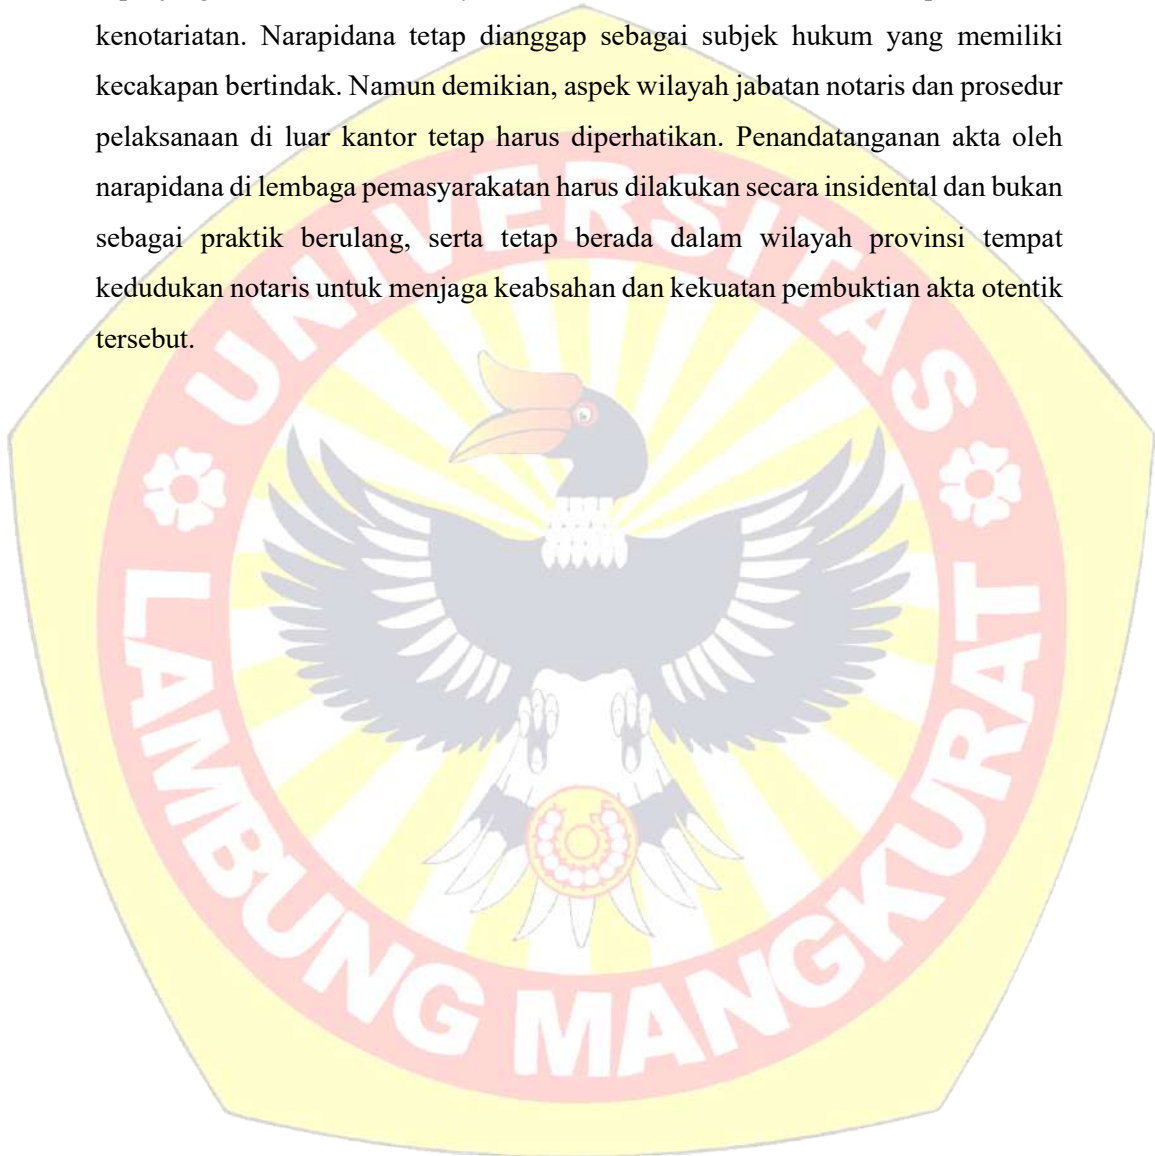 kenotariatan. Narapidana tetap dianggap sebagai subjek hukum yang memiliki
kecakapan bertindak. Namun demikian, aspek wilayah jabatan notaris dan prosedur
pelaksanaan di luar kantor tetap harus diperhatikan. Penandatanganan akta oleh
narapidana di lembaga pemasyarakatan harus dilakukan secara insidental dan bukan
sebagai praktik berulang, serta tetap berada dalam wilayah provinsi tempat
kedudukan notaris untuk menjaga keabsahan dan kekuatan pembuktian akta otentik
tersebut.
UNIVERSITAS
LAMBUNG MANGKURAT